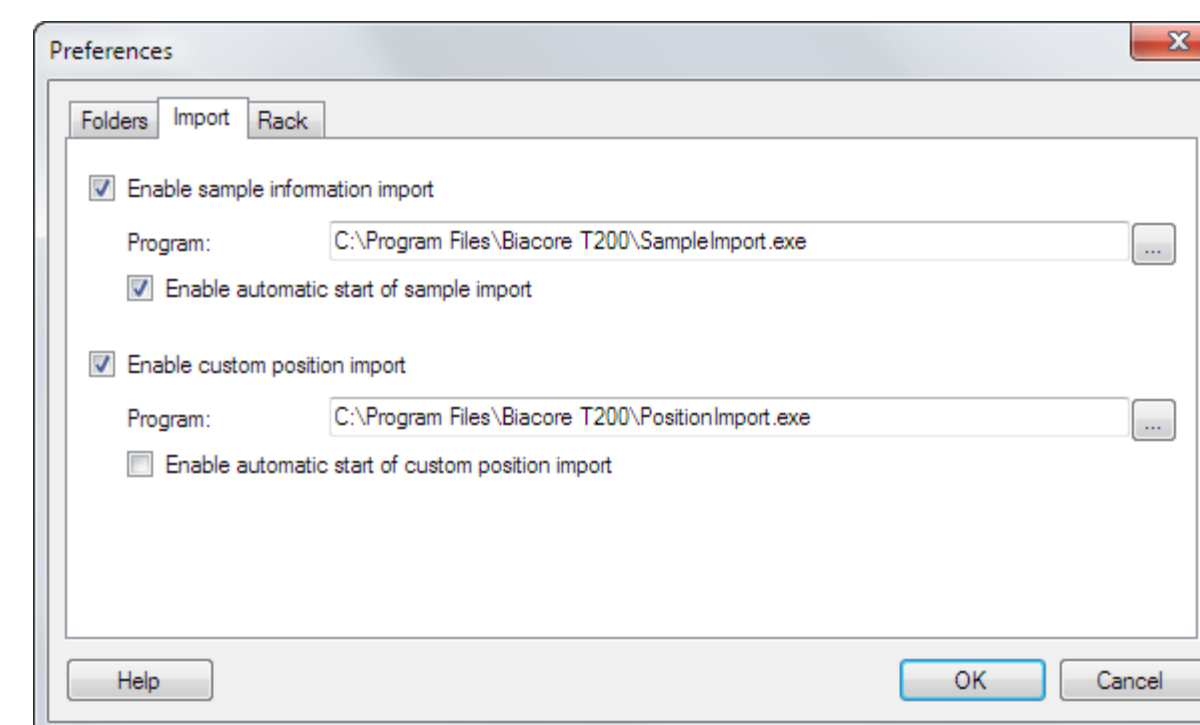 Preferences
X
Folders Import Rack
Enable sample information import
Program: C:\Program Files\Biacore T200\SampleImport.exe ...
Enable automatic start of sample import
Enable custom position import
Program: C:\Program Files\Biacore T200\PositionImport.exe ...
Enable automatic start of custom position import
Help OK Cancel